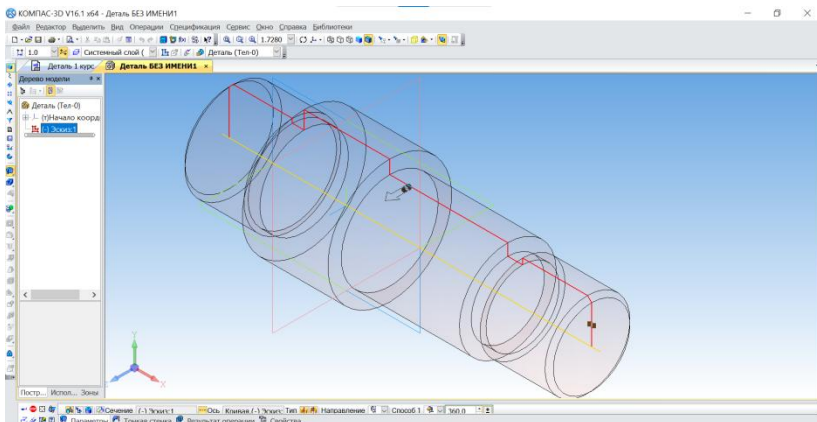 КОМПАС-3D V16.1 x64 - Деталь БЕЗ ИМЕНИ1
Файл Редактор Выделить Вид Операции Спецификация Сервис Окно Справка Библиотеки
1.7280
1.0 Системный слой ( Деталь (Тел-0)
Деталь 1 курс Деталь БЕЗ ИМЕНИ1 ×
Дерево модели
Деталь (Тел-0)
(т)Начало коорд
(-) Эскиз:1
Y
X
Постр... Испол... Зоны
Сечение (-) Эскиз:1 Ось Кривая (-) Эскиз: Тип Направление Способ 1 360.0
Параметры Тонкая стенка Результат операции Свойства